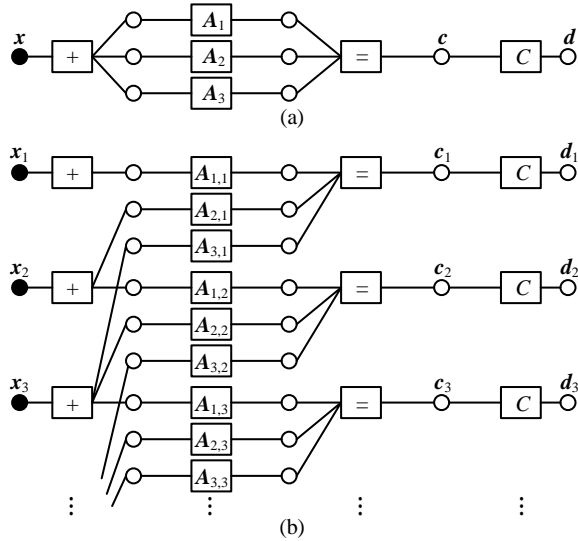 x c d
+ A1 = C
A2
A3
(a)
x1 c1 d1
+ A1,1 = C
A2,1
A3,1
x2 c2 d2
+ A1,2 = C
A2,2
A3,2
x3 c3 d3
+ A1,3 = C
A2,3
A3,3
(b)